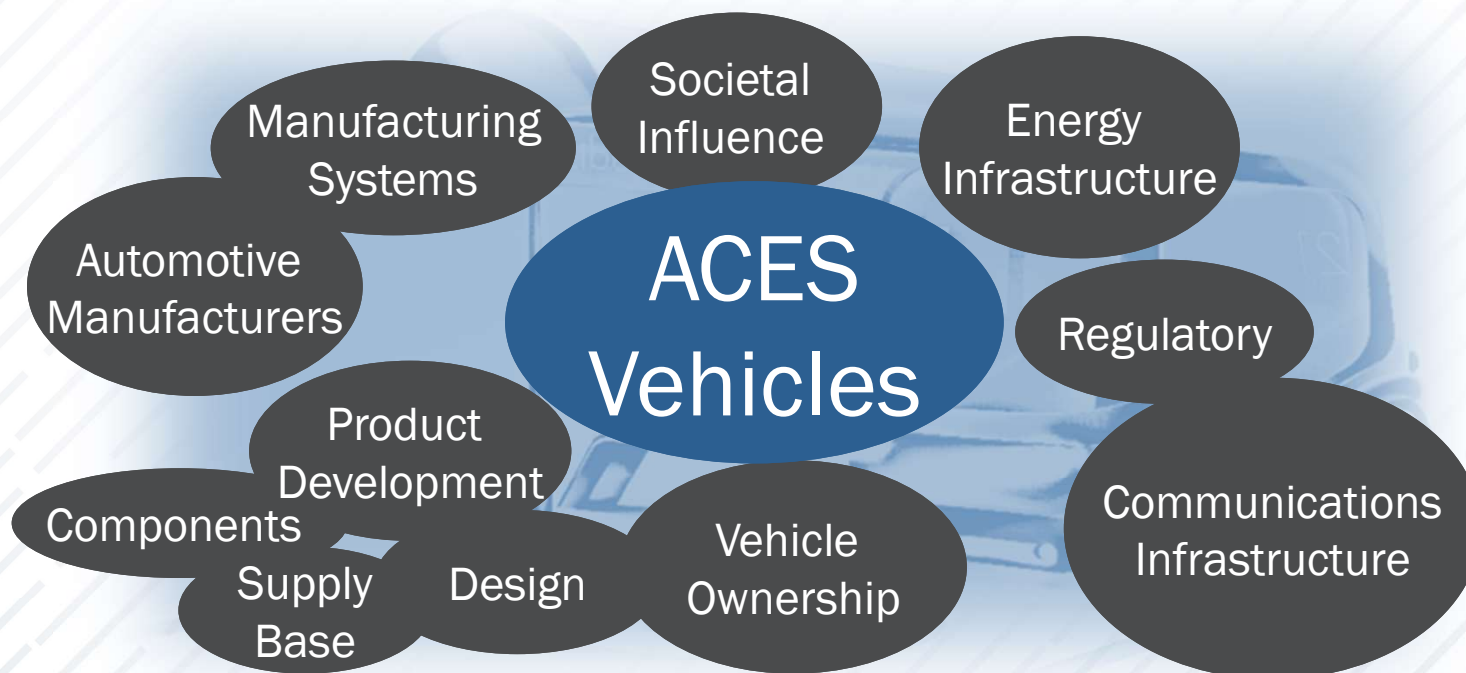 Societal
Influence
Manufacturing
Systems
Energy
Infrastructure
Automotive
Manufacturers
ACES
Vehicles
Regulatory
Product
Development
Components
Supply
Base
Design
Vehicle
Ownership
Communications
Infrastructure